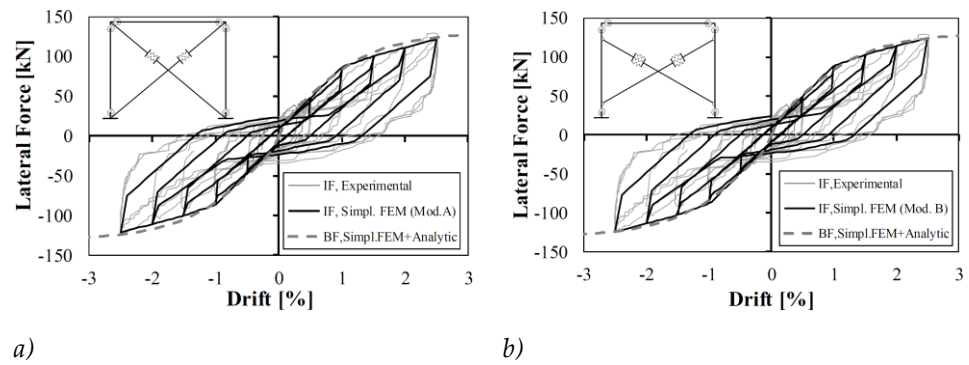 150
100
50
0
-50
-100
-150
Lateral Force [kN]
-3 -2 -1 0 1 2 3
Drift [%]
IF, Experimental
IF, Simpl. FEM (Mod.A)
BF,Simpl.FEM+Analytic
a)
150
100
50
0
-50
-100
-150
Lateral Force [kN]
-3 -2 -1 0 1 2 3
Drift [%]
IF,Experimental
IF,Simpl. FEM (Mod. B)
BF,Simpl.FEM+Analytic
b)